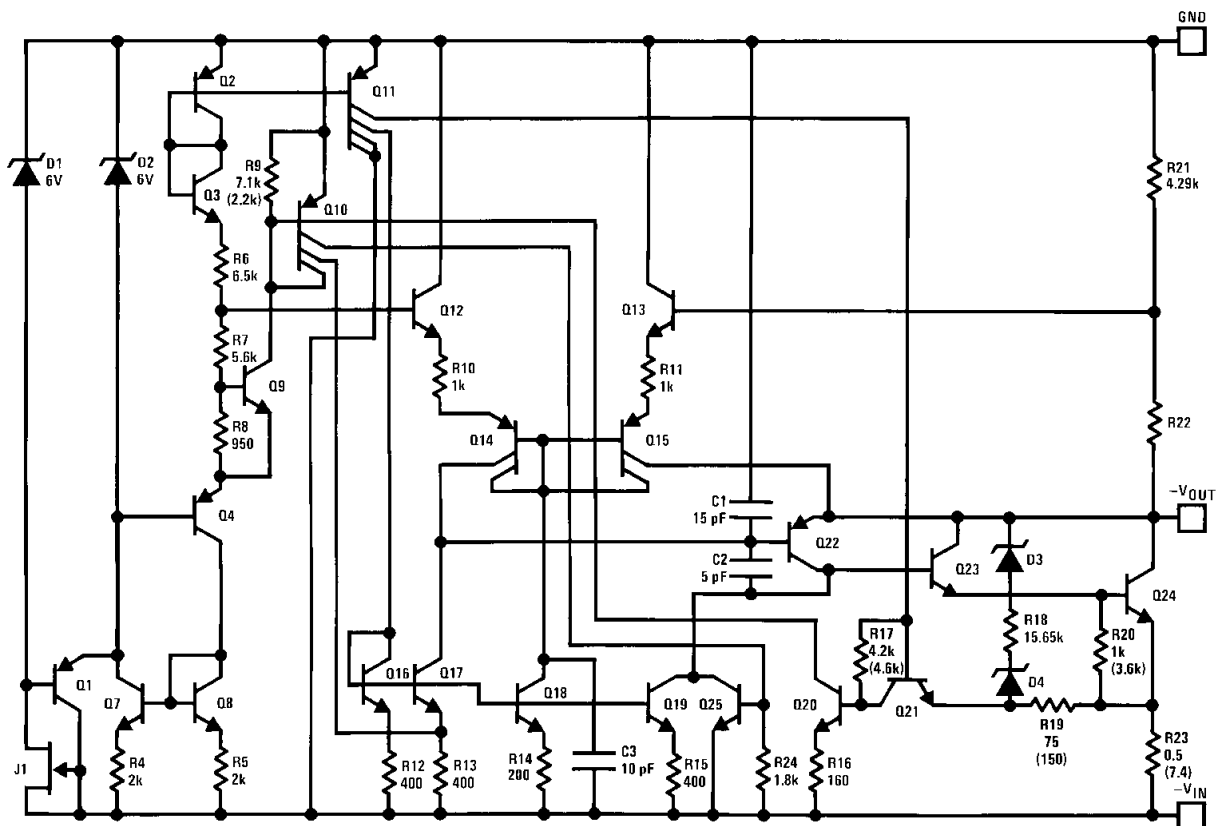 GND
Q2
Q11
D1
6V
D2
6V
R9
7.1k
(2.2k)
Q3
Q10
R21
4.29k
R6
6.5k
Q12
Q13
R7
5.6k
R10
1k
R11
1k
Q9
R8
950
Q14
Q15
R22
Q4
C1
15 pF
-VOUT
Q22
C2
5 pF
Q23
D3
Q24
R17
4.2k
(4.6k)
R18
15.65k
R20
1k
(3.6k)
Q1
Q7
Q8
Q16
Q17
Q18
Q19
Q25
Q20
Q21
D4
R19
75
(150)
R23
0.5
(7.4)
J1
R4
2k
R5
2k
R12
400
R13
400
R14
200
C3
10 pF
R15
400
R24
1.8k
R16
160
-VIN